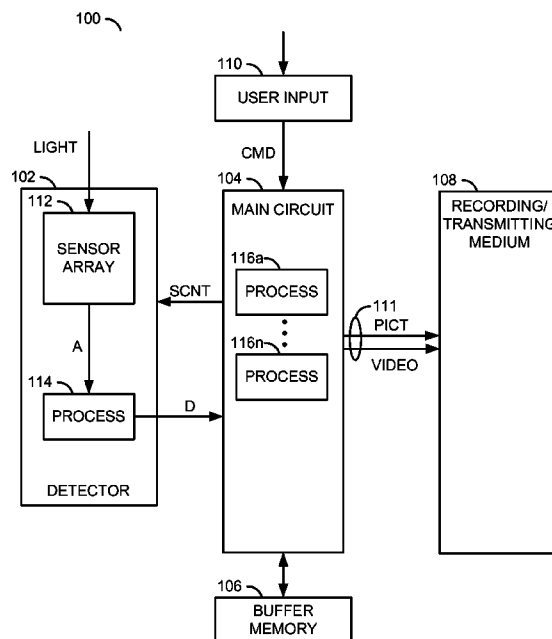 100
110
USER INPUT
LIGHT
CMD
102
104
108
112
MAIN CIRCUIT
RECORDING/
TRANSMITTING
MEDIUM
SENSOR
ARRAY
116a
PROCESS
SCNT
111
PICT
116n
VIDEO
A
PROCESS
114
PROCESS
D
DETECTOR
106
BUFFER
MEMORY